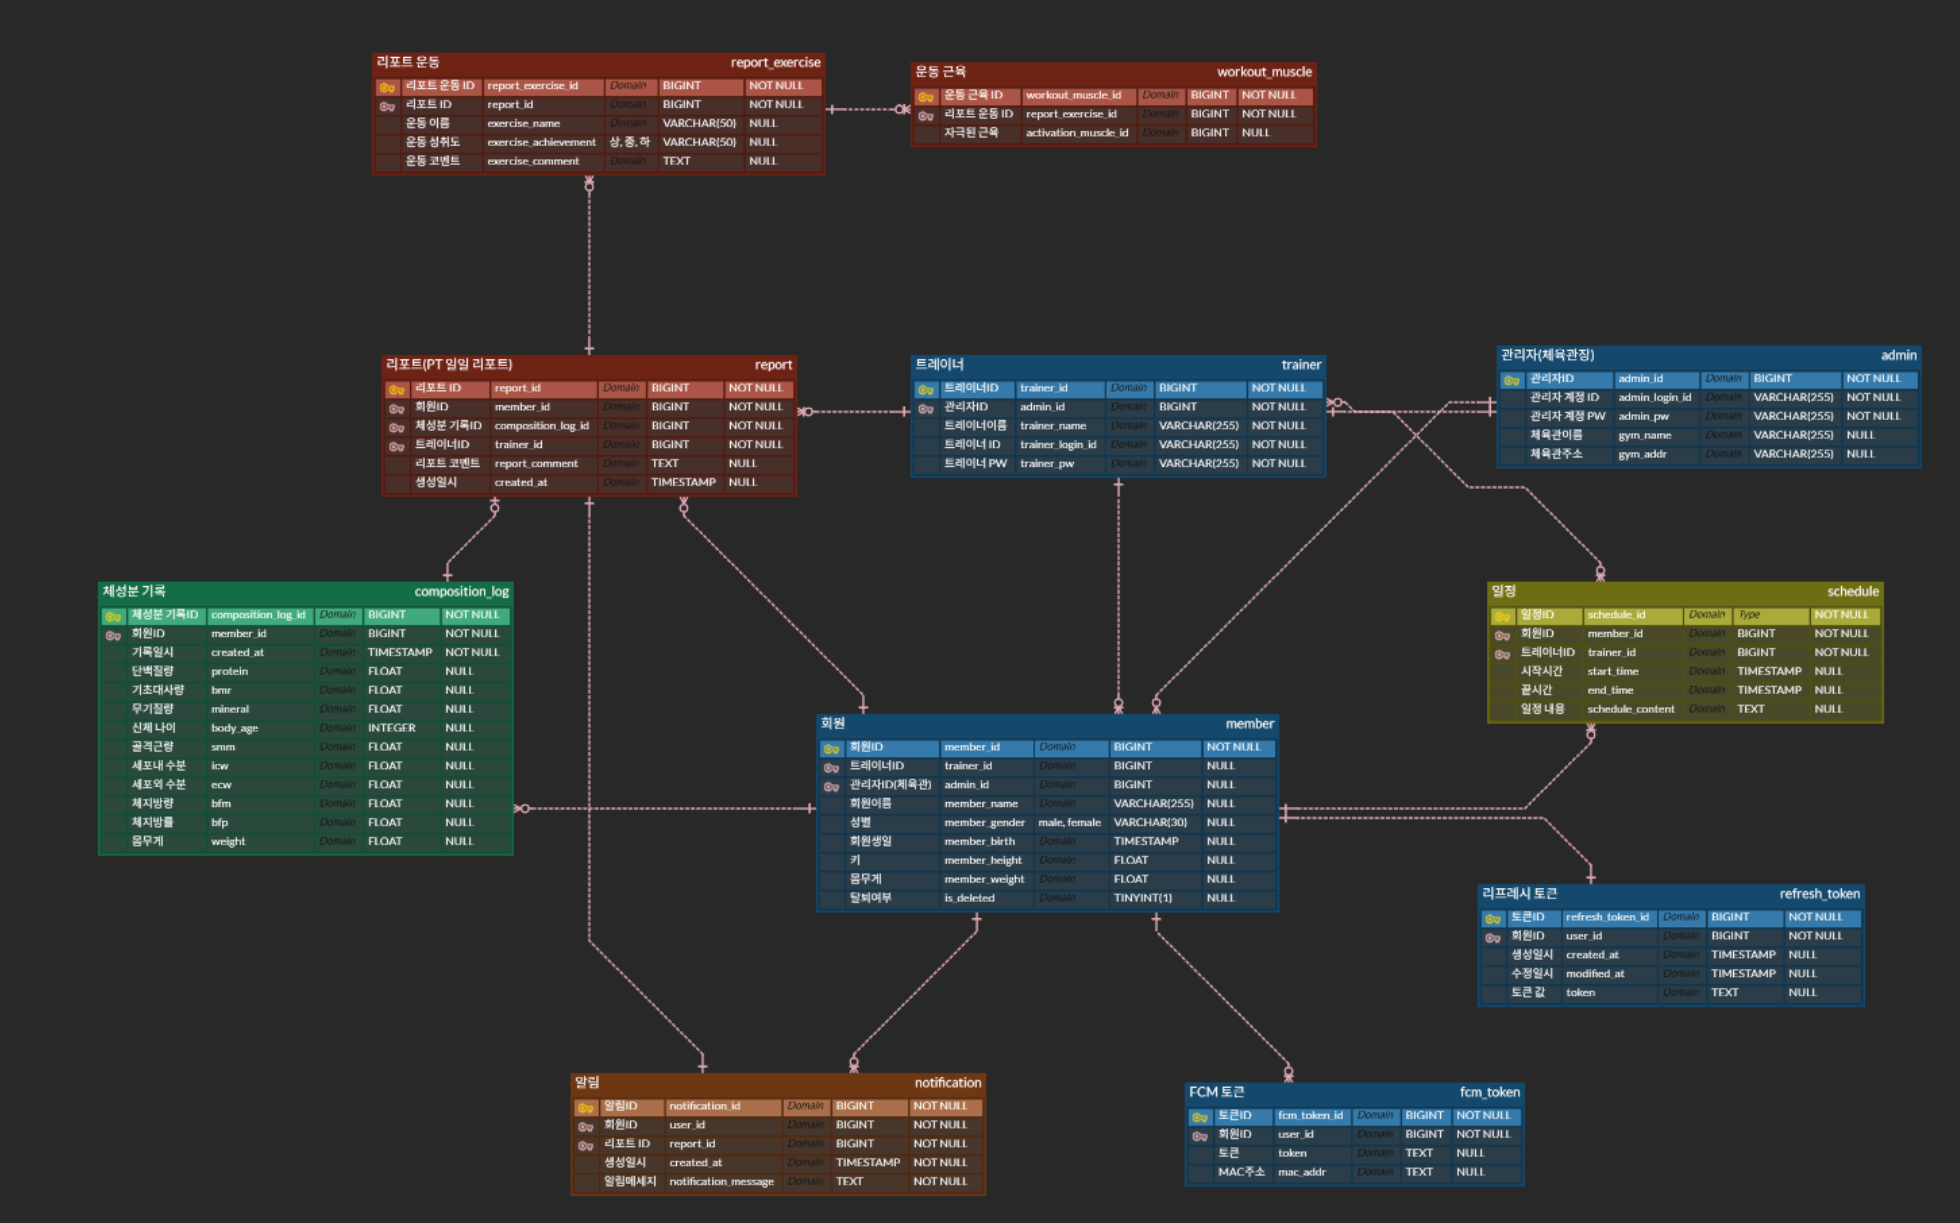 리포트 운동 report_exercise
리포트 운동 ID report_exercise_id Domain BIGINT NOT NULL
리포트 ID report_id Domain BIGINT NOT NULL
운동 이름 exercise_name Domain VARCHAR(50) NULL
운동 성취도 exercise_achievement 상, 중, 하 VARCHAR(50) NULL
운동 코멘트 exercise_comment Domain TEXT NULL
운동 근육 workout_muscle
운동 근육 ID workout_muscle_id Domain BIGINT NOT NULL
리포트 운동 ID report_exercise_id Domain BIGINT NOT NULL
자극된 근육 activation_muscle_id Domain BIGINT NULL
리포트(PT 일일 리포트) report
리포트 ID report_id Domain BIGINT NOT NULL
회원ID member_id Domain BIGINT NOT NULL
체성분 기록ID composition_log_id Domain BIGINT NOT NULL
트레이너ID trainer_id Domain BIGINT NOT NULL
리포트 코멘트 report_comment Domain TEXT NULL
생성일시 created_at Domain TIMESTAMP NULL
트레이너 trainer
트레이너ID trainer_id Domain BIGINT NOT NULL
관리자ID admin_id Domain BIGINT NOT NULL
트레이너이름 trainer_name Domain VARCHAR(255) NOT NULL
트레이너 ID trainer_login_id Domain VARCHAR(255) NOT NULL
트레이너 PW trainer_pw Domain VARCHAR(255) NOT NULL
관리자(체육관장) admin
관리자ID admin_id Domain BIGINT NOT NULL
관리자 계정 ID admin_login_id Domain VARCHAR(255) NOT NULL
관리자 계정 PW admin_pw Domain VARCHAR(255) NOT NULL
체육관이름 gym_name Domain VARCHAR(255) NULL
체육관주소 gym_addr Domain VARCHAR(255) NULL
체성분 기록 composition_log
체성분 기록ID composition_log_id Domain BIGINT NOT NULL
회원ID member_id Domain BIGINT NOT NULL
기록일시 created_at Domain TIMESTAMP NOT NULL
단백질량 protein Domain FLOAT NULL
기초대사량 bmr Domain FLOAT NULL
무기질량 mineral Domain FLOAT NULL
신체 나이 body_age Domain INTEGER NULL
골격근량 smm Domain FLOAT NULL
세포내 수분 icw Domain FLOAT NULL
세포외 수분 ecw Domain FLOAT NULL
체지방량 bfm Domain FLOAT NULL
체지방률 bfp Domain FLOAT NULL
몸무게 weight Domain FLOAT NULL
일정 schedule
일정ID schedule_id Domain Type NOT NULL
회원ID member_id Domain BIGINT NOT NULL
트레이너ID trainer_id Domain BIGINT NOT NULL
시작시간 start_time Domain TIMESTAMP NULL
끝시간 end_time Domain TIMESTAMP NULL
일정 내용 schedule_content Domain TEXT NULL
회원 member
회원ID member_id Domain BIGINT NOT NULL
트레이너ID trainer_id Domain BIGINT NULL
관리자ID(체육관) admin_id Domain BIGINT NULL
회원이름 member_name Domain VARCHAR(255) NULL
성별 member_gender male, female VARCHAR(30) NULL
회원생일 member_birth Domain TIMESTAMP NULL
키 member_height Domain FLOAT NULL
몸무게 member_weight Domain FLOAT NULL
탈퇴여부 is_deleted Domain TINYINT(1) NULL
리프레시 토큰 refresh_token
토큰ID refresh_token_id Domain BIGINT NOT NULL
회원ID user_id Domain BIGINT NOT NULL
생성일시 created_at Domain TIMESTAMP NULL
수정일시 modified_at Domain TIMESTAMP NULL
토큰 값 token Domain TEXT NULL
알림 notification
알림ID notification_id Domain BIGINT NOT NULL
회원ID user_id Domain BIGINT NOT NULL
리포트 ID report_id Domain BIGINT NOT NULL
생성일시 created_at Domain TIMESTAMP NOT NULL
알림메세지 notification_message Domain TEXT NOT NULL
FCM 토큰 fcm_token
토큰ID fcm_token_id Domain BIGINT NOT NULL
회원ID user_id Domain BIGINT NOT NULL
토큰 token Domain TEXT NULL
MAC주소 mac_addr Domain TEXT NULL